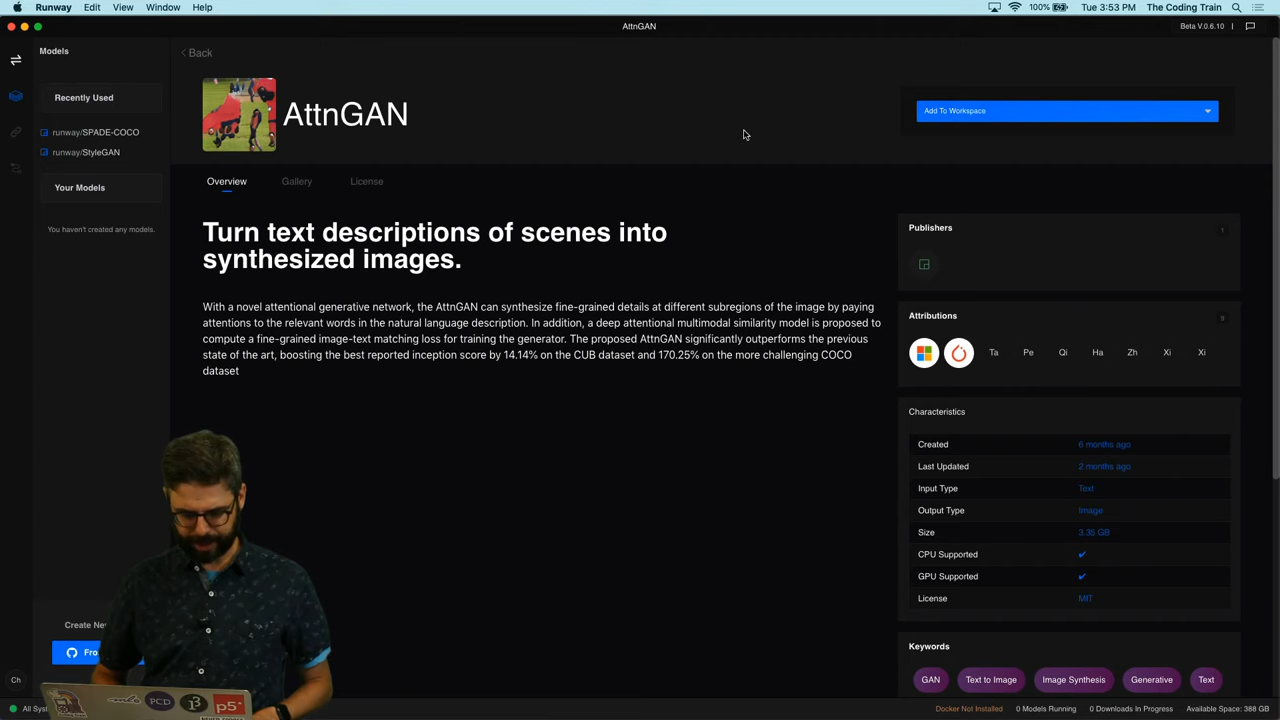 Runway Edit View Window Help
100% Tue 3:53 PM The Coding Train
AttnGAN
Beta V.0.6.10
Models
Back
Recently Used
runway/SPADE-COCO
runway/StyleGAN
Your Models
You haven't created any models.
AttnGAN
Add To Workspace
Overview Gallery License
Turn text descriptions of scenes into
synthesized images.
With a novel attentional generative network, the AttnGAN can synthesize fine-grained details at different subregions of the image by paying
attentions to the relevant words in the natural language description. In addition, a deep attentional multimodal similarity model is proposed to
compute a fine-grained image-text matching loss for training the generator. The proposed AttnGAN significantly outperforms the previous
state of the art, boosting the best reported inception score by 14.14% on the CUB dataset and 170.25% on the more challenging COCO
dataset
Publishers 1
Attributions 9
Ta Pe Qi Ha Zh Xi Xi
Characteristics
Created 6 months ago
Last Updated 2 months ago
Input Type Text
Output Type Image
Size 3.35 GB
CPU Supported ✔
GPU Supported ✔
License MIT
Keywords
GAN Text to Image Image Synthesis Generative Text
Create Ne
Fro
Ch
PCD
p5*
All Sys
Docker Not Installed 0 Models Running 0 Downloads In Progress Available Space: 388 GB